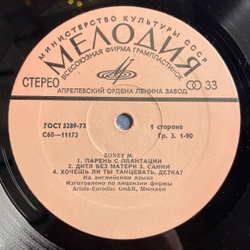 МИНИСТЕРСТВО КУЛЬТУРЫ СССР
МЕЛОДИЯ
ВСЕСОЮЗНАЯ ФИРМА ГРАМПЛАСТИНОК
СТЕРЕО
33
АПРЕЛЕВСКИЙ ОРДЕНА ЛЕНИНА ЗАВОД
ГОСТ 5289-73
1 сторона
С60—11173
Гр. 3. 1-90
BONEY M.
1. ПАРЕНЬ С ПЛАНТАЦИИ
2. ДИТЯ БЕЗ МАТЕРИ 3. САННИ
4. ХОЧЕШЬ ЛИ ТЫ ТАНЦЕВАТЬ, ДЕТКА?
На английском языке
Изготовлено по лицензии фирмы
Ariola-Eurodisc GmbH, Мюнхен